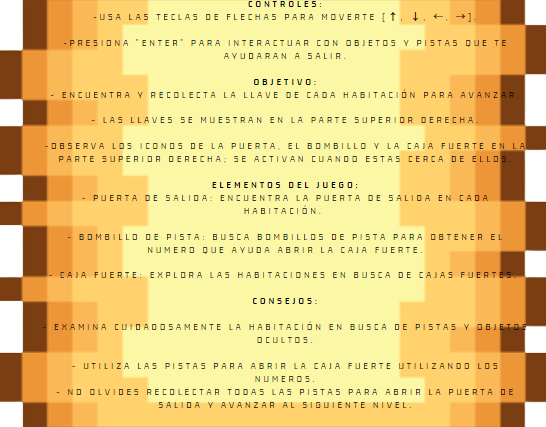 CONTROLES:
-USA LAS TECLAS DE FLECHAS PARA MOVERTE [↑, ↓, ←, →].
-PRESIONA "ENTER" PARA INTERACTUAR CON OBJETOS Y PISTAS QUE TE
AYUDARAN A SALIR.
OBJETIVO:
- ENCUENTRA Y RECOLECTA LA LLAVE DE CADA HABITACIÓN PARA AVANZAR.
- LAS LLAVES SE MUESTRAN EN LA PARTE SUPERIOR DERECHA.
-OBSERVA LOS ICONOS DE LA PUERTA, EL BOMBILLO Y LA CAJA FUERTE EN LA
PARTE SUPERIOR DERECHA; SE ACTIVAN CUANDO ESTAS CERCA DE ELLOS.
ELEMENTOS DEL JUEGO:
- PUERTA DE SALIDA: ENCUENTRA LA PUERTA DE SALIDA EN CADA
HABITACIÓN.
- BOMBILLO DE PISTA: BUSCA BOMBILLOS DE PISTA PARA OBTENER EL
NUMERO QUE AYUDA ABRIR LA CAJA FUERTE.
- CAJA FUERTE: EXPLORA LAS HABITACIONES EN BUSCA DE CAJAS FUERTES.
CONSEJOS:
- EXAMINA CUIDADOSAMENTE LA HABITACIÓN EN BUSCA DE PISTAS Y OBJETOS
OCULTOS.
- UTILIZA LAS PISTAS PARA ABRIR LA CAJA FUERTE UTILIZANDO LOS
NUMEROS.
- NO OLVIDES RECOLECTAR TODAS LAS PISTAS PARA ABRIR LA PUERTA DE
SALIDA Y AVANZAR AL SIGUIENTE NIVEL.